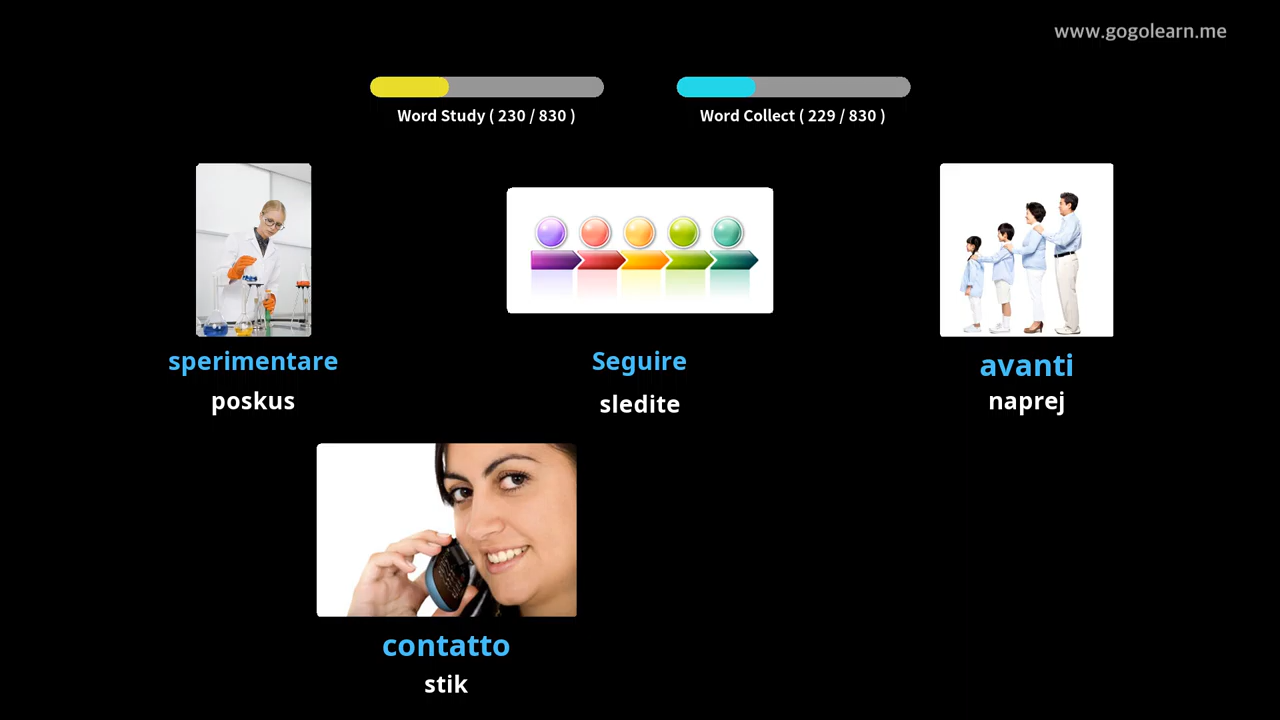 www.gogolearn.me
Word Study ( 230 / 830 )
Word Collect ( 229 / 830 )
sperimentare
poskus
Seguire
sledite
avanti
naprej
contatto
stik